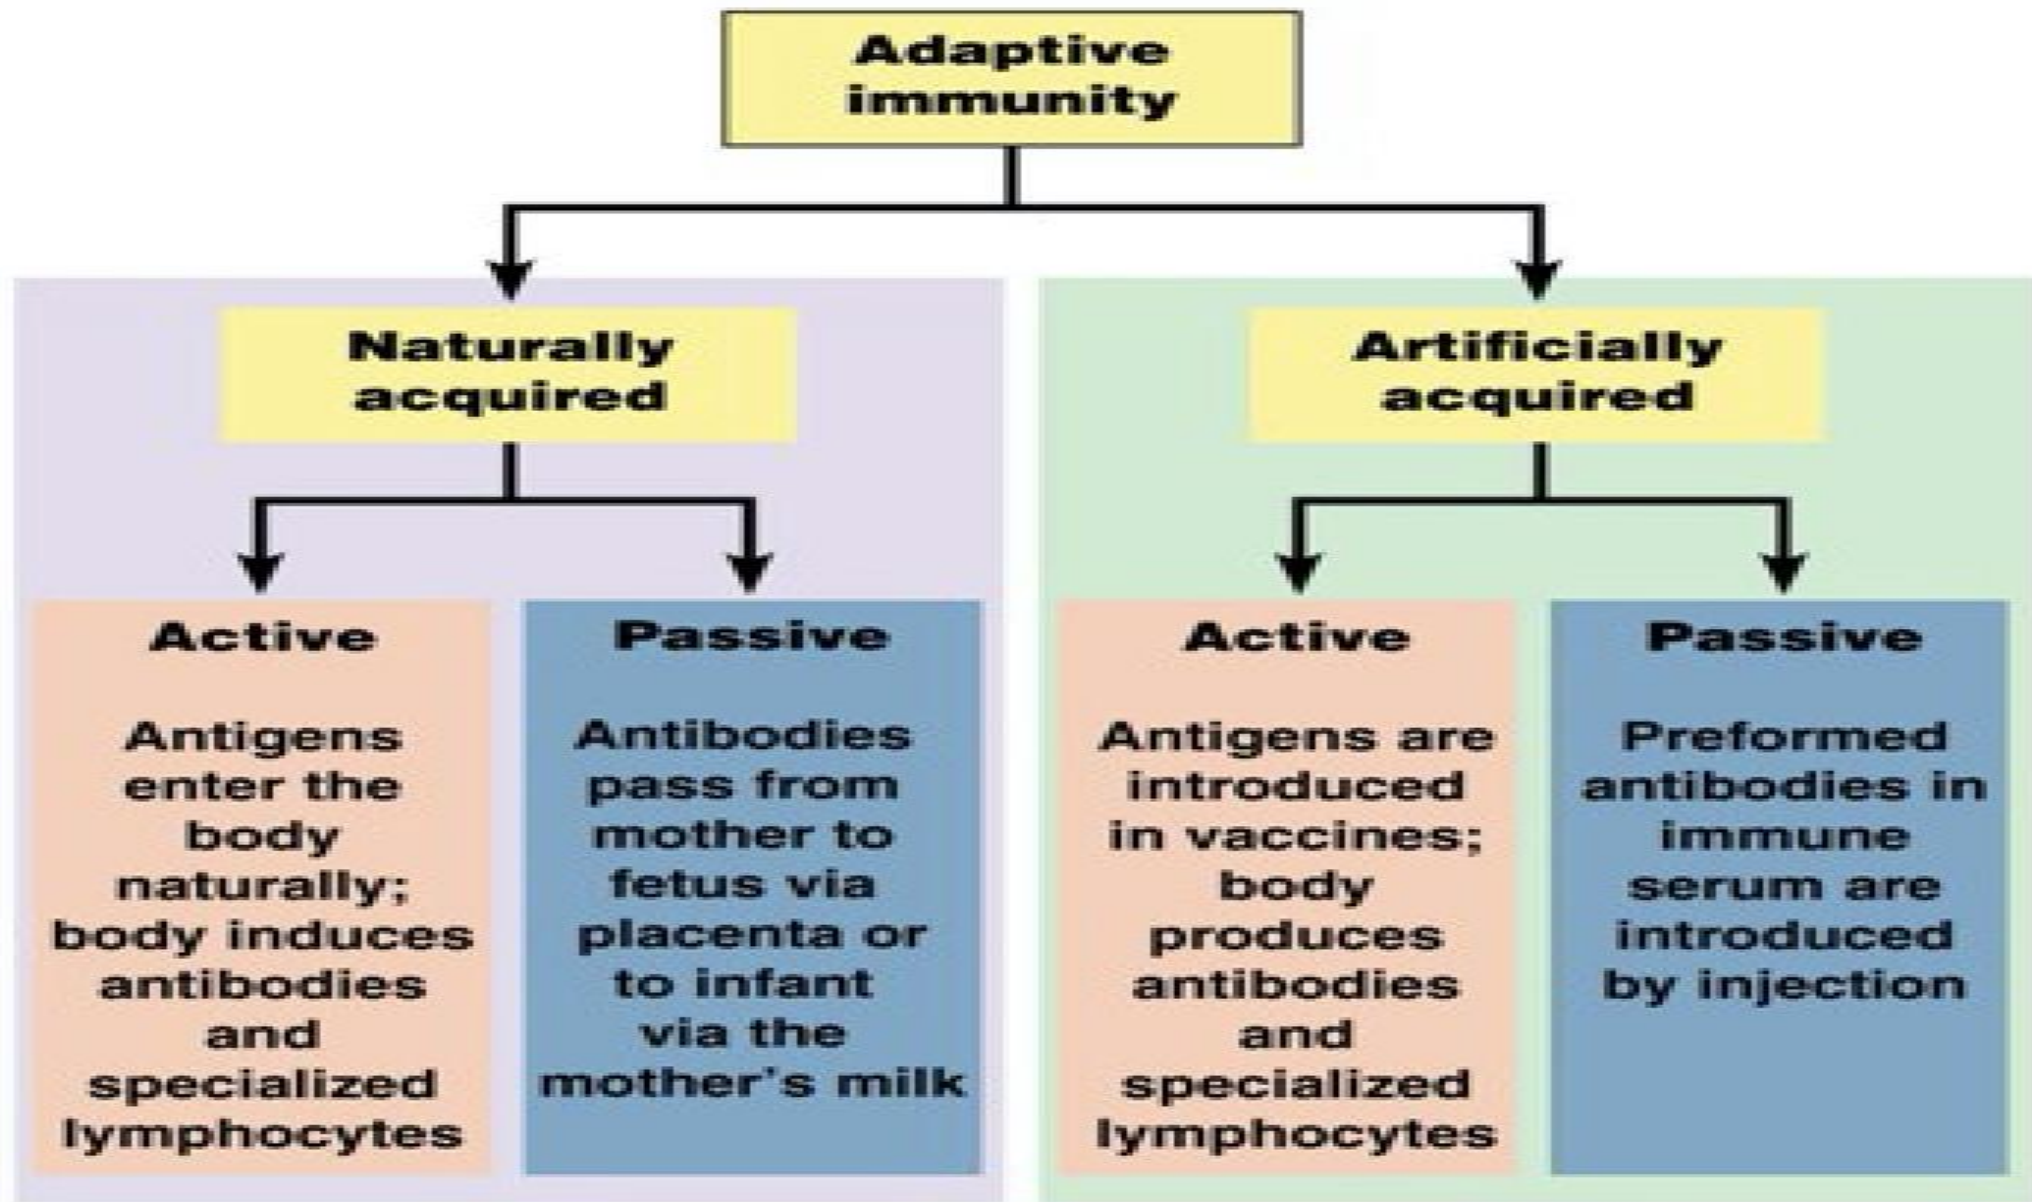 Adaptive
immunity
Naturally
acquired
Active
Antigens
enter the
body
naturally;
body induces
antibodies
and
specialized
lymphocytes
Passive
Antibodies
pass from
mother to
fetus via
placenta or
to infant
via the
mother's milk
Artificially
acquired
Active
Antigens are
introduced
in vaccines;
body
produces
antibodies
and
specialized
lymphocytes
Passive
Preformed
antibodies in
immune
serum are
introduced
by injection